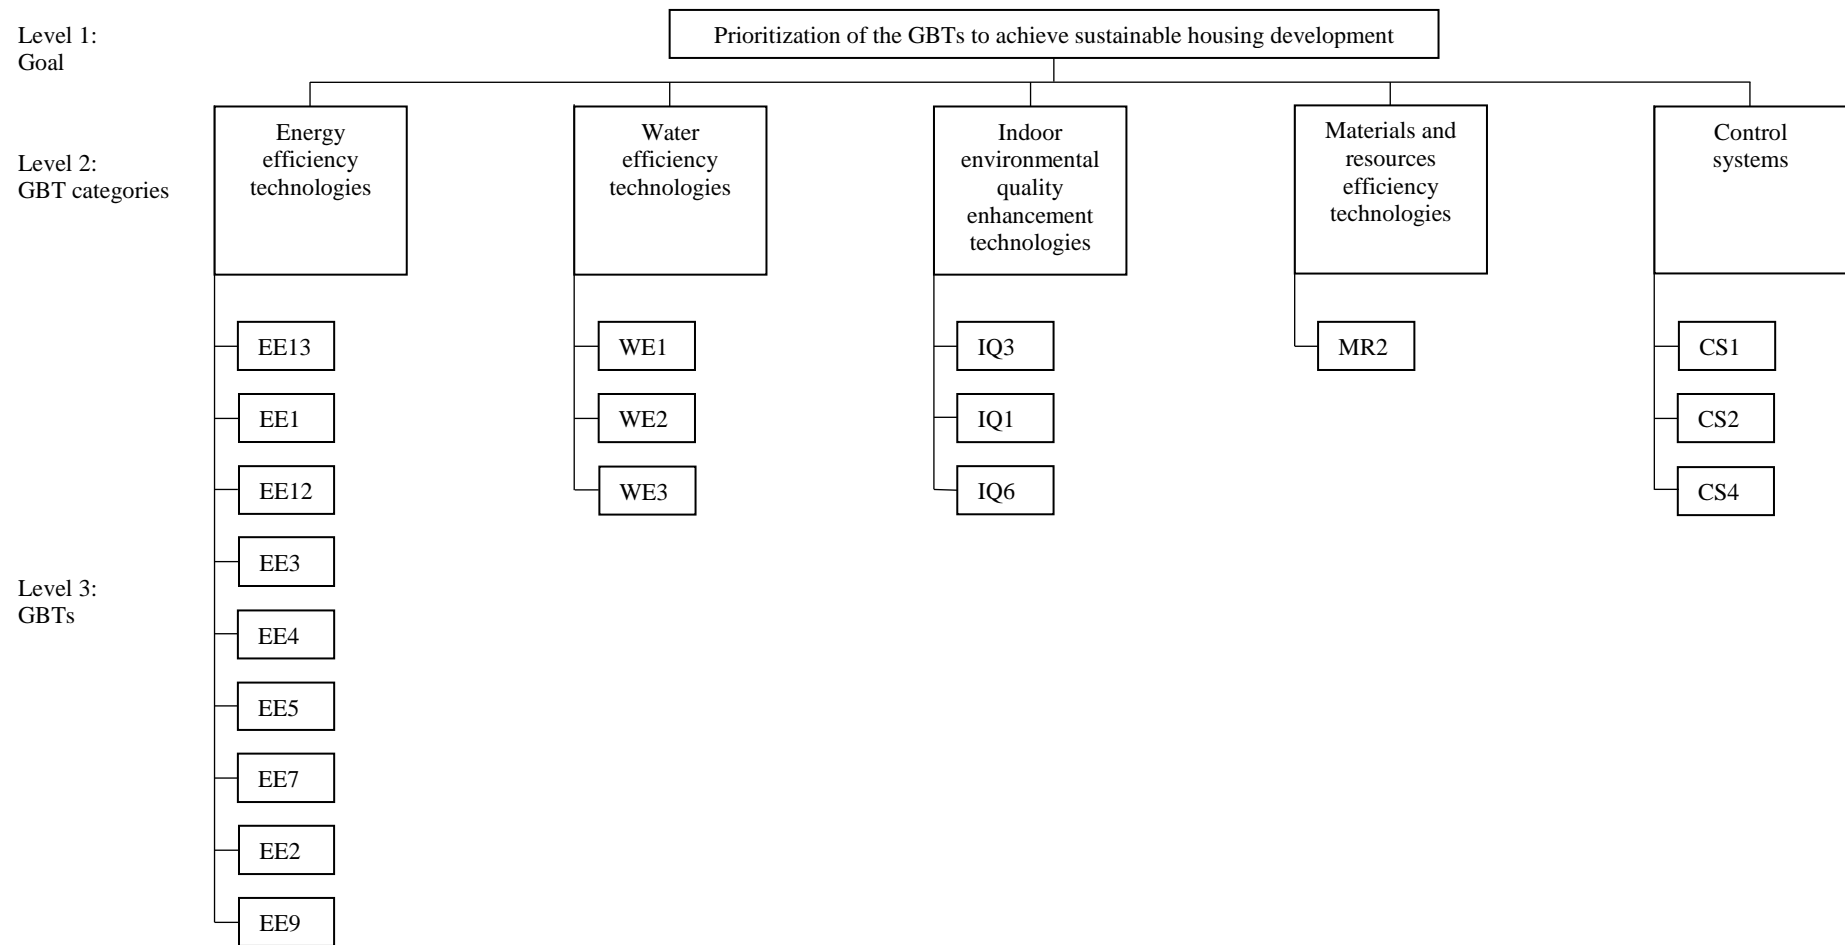 Level 1:
Goal
Prioritization of the GBTs to achieve sustainable housing development
Level 2:
GBT categories
Energy
efficiency
technologies
Water
efficiency
technologies
Indoor
environmental
quality
enhancement
technologies
Materials and
resources
efficiency
technologies
Control
systems
Level 3:
GBTs
EE13
EE1
EE12
EE3
EE4
EE5
EE7
EE2
EE9
WE1
WE2
WE3
IQ3
IQ1
IQ6
MR2
CS1
CS2
CS4